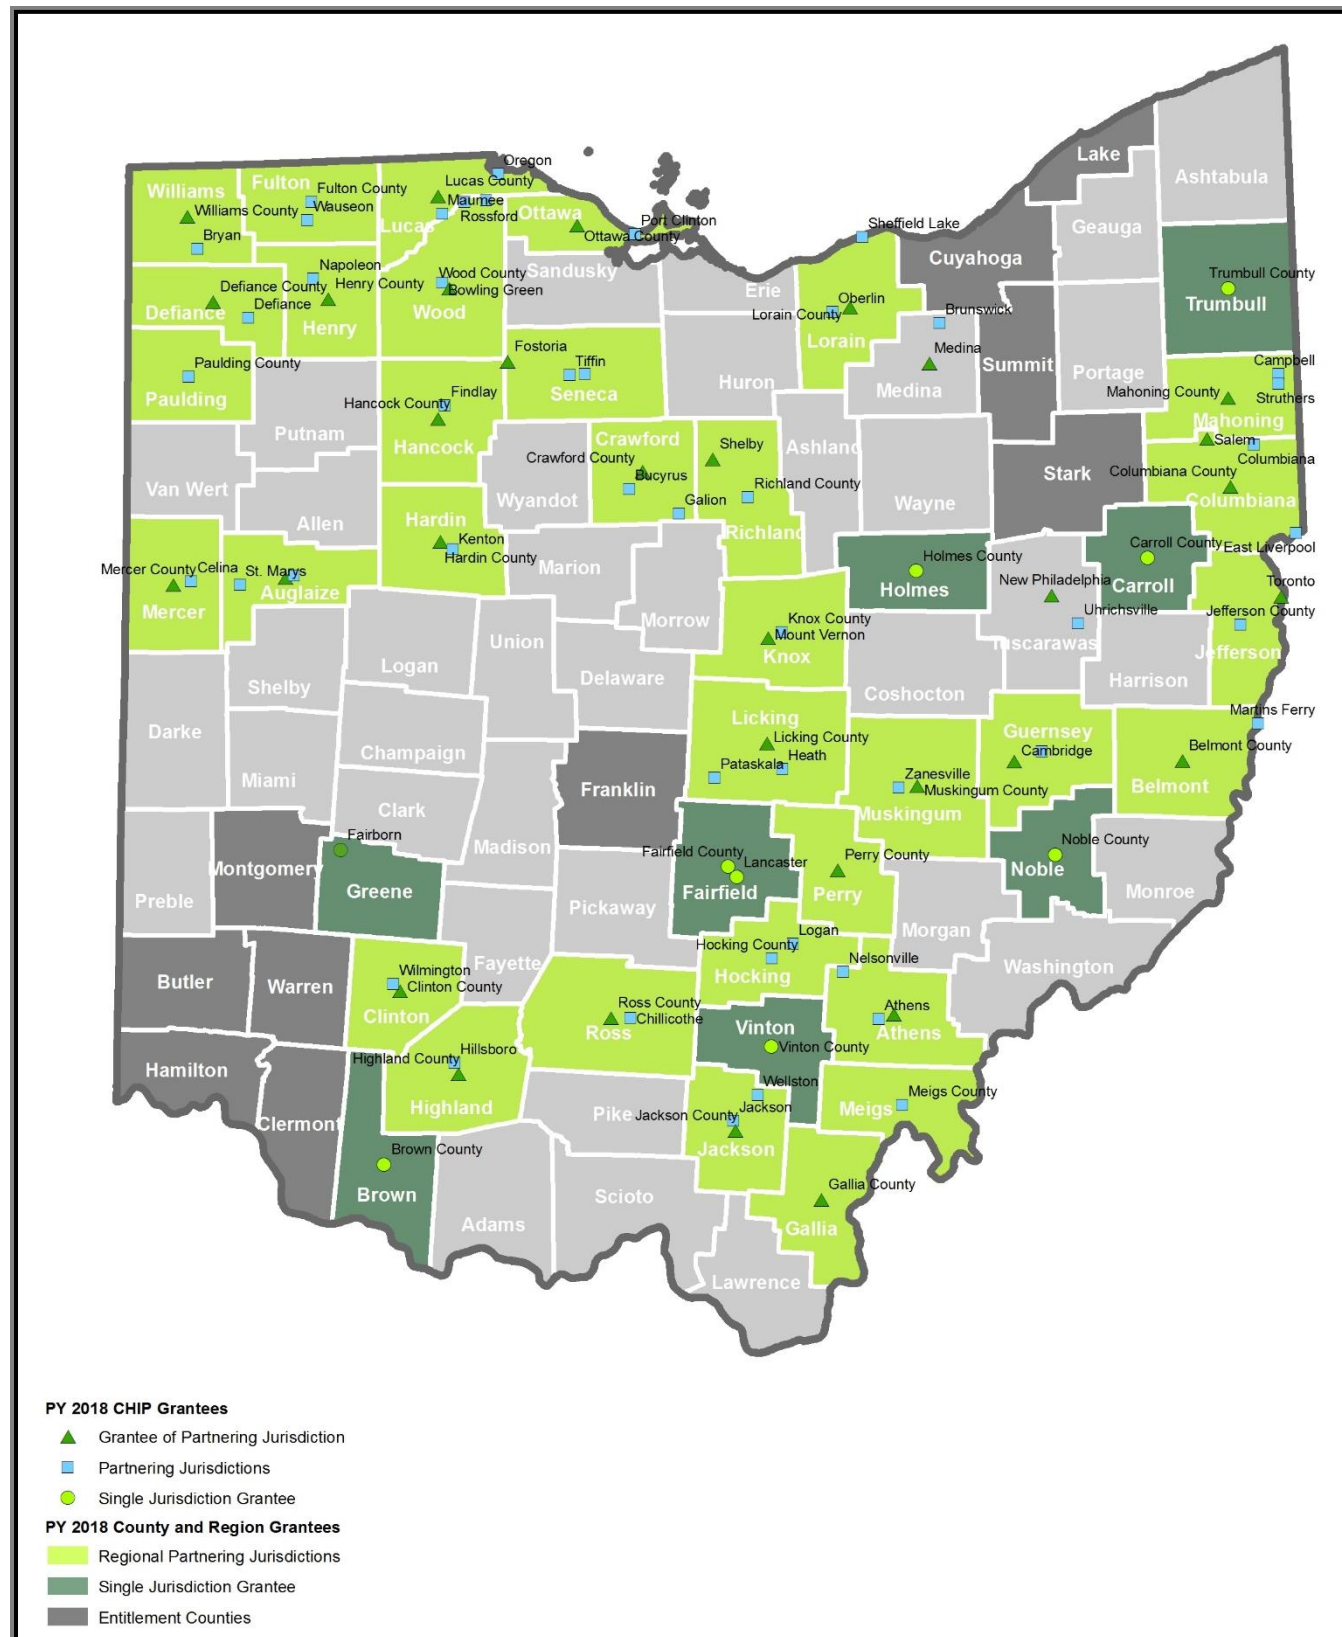 Lake
Ashtabula
Geauga
Cuyahoga
Trumbull County
Trumbull
Oregon
Williams
Fulton
Fulton County
Lucas County
Williams County
Wauseon
Maumee
Lucas
Rossford
Ottawa
Port Clinton
Ottawa County
Sheffield Lake
Bryan
Sandusky
Erie
Napoleon
Wood County
Defiance County
Henry County
Bowling Green
Defiance
Defiance
Henry
Wood
Oberlin
Lorain County
Lorain
Brunswick
Medina
Medina
Summit
Portage
Campbell
Mahoning County
Struthers
Mahoning
Paulding County
Paulding
Putnam
Fostoria
Tiffin
Seneca
Findlay
Hancock County
Hancock
Huron
Salem
Columbiana
Columbiana County
Columbiana
Crawford
Crawford County
Bucyrus
Galion
Shelby
Richland County
Richland
Ashland
Wayne
Stark
Van Wert
Allen
Wyandot
Hardin
Kenton
Hardin County
Marion
Holmes County
Holmes
Carroll County
Carroll
East Liverpool
Mercer County
Celina
St. Marys
Mercer
Auglaize
New Philadelphia
Uhrichsville
Tuscarawas
Toronto
Jefferson County
Jefferson
Morrow
Knox County
Mount Vernon
Knox
Union
Logan
Shelby
Delaware
Coshocton
Harrison
Darke
Miami
Champaign
Licking
Licking County
Heath
Pataskala
Guernsey
Cambridge
Martins Ferry
Belmont County
Belmont
Zanesville
Muskingum County
Muskingum
Clark
Franklin
Madison
Fairborn
Montgomery
Greene
Preble
Fairfield County
Lancaster
Fairfield
Perry County
Perry
Noble County
Noble
Monroe
Pickaway
Morgan
Washington
Logan
Hocking County
Hocking
Nelsonville
Fayette
Butler
Warren
Wilmington
Clinton County
Clinton
Ross County
Chillicothe
Ross
Vinton
Vinton County
Athens
Athens
Hamilton
Clermont
Hillsboro
Highland County
Highland
Pike
Wellston
Jackson
Jackson County
Jackson
Meigs County
Meigs
Brown County
Brown
Adams
Scioto
Gallia County
Gallia
Lawrence
PY 2018 CHIP Grantees
Grantee of Partnering Jurisdiction
Partnering Jurisdictions
Single Jurisdiction Grantee
PY 2018 County and Region Grantees
Regional Partnering Jurisdictions
Single Jurisdiction Grantee
Entitlement Counties